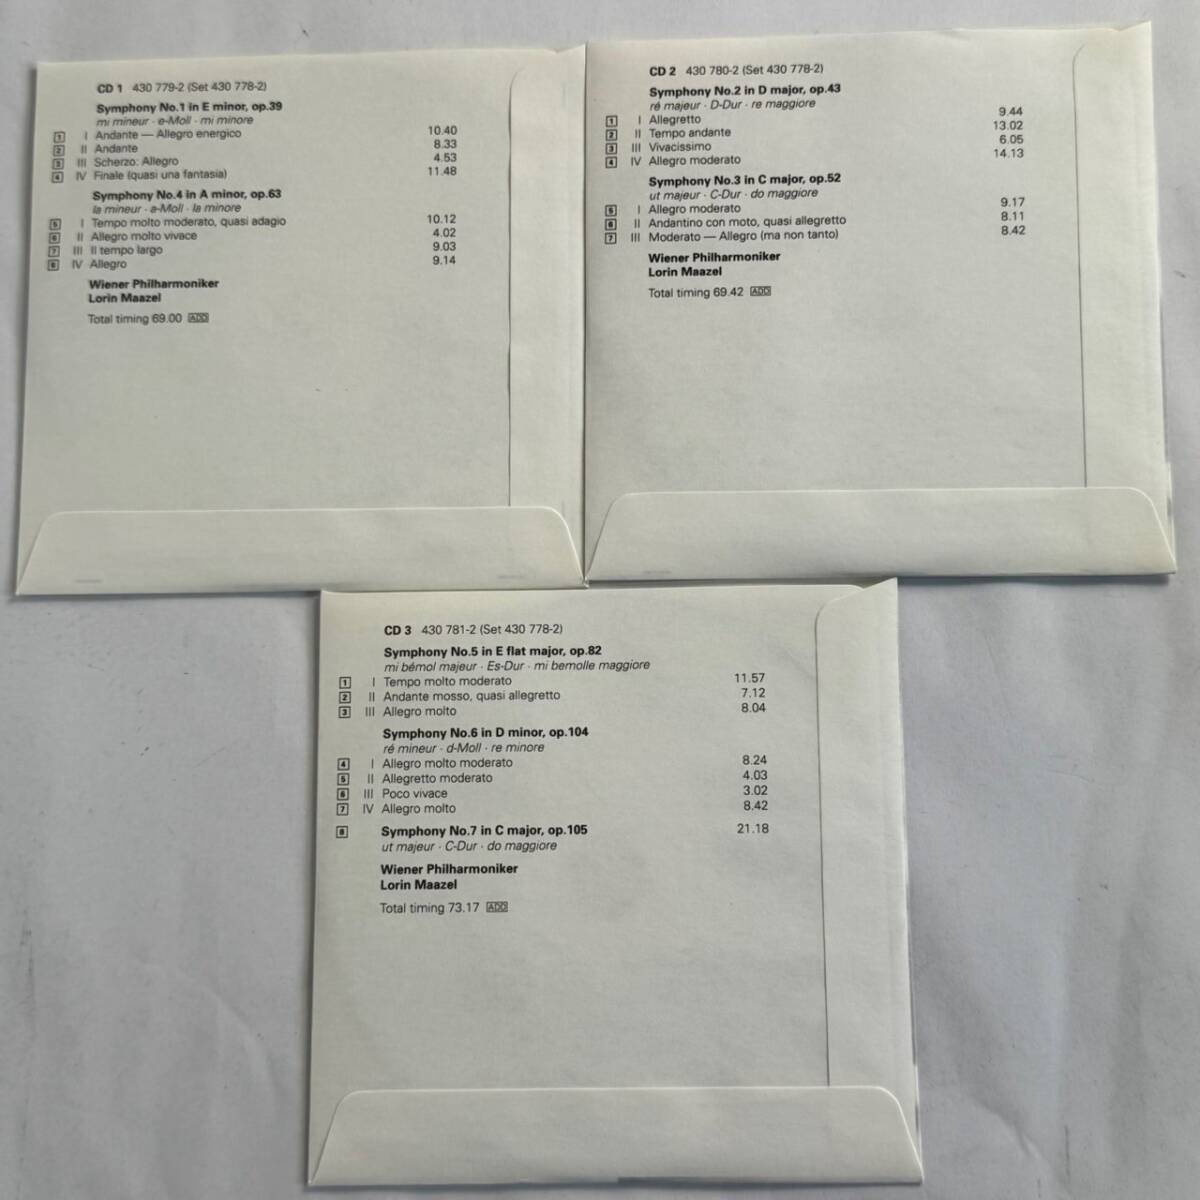 CD 1 430 779-2 (Set 430 778-2)
Symphony No.1 in E minor, op.39
mi mineur · e-Moll · mi minore
1 I Andante — Allegro energico 10.40
2 II Andante 8.33
3 III Scherzo: Allegro 4.53
4 IV Finale (quasi una fantasia) 11.48
Symphony No.4 in A minor, op.63
la mineur · a-Moll · la minore
5 I Tempo molto moderato, quasi adagio 10.12
6 II Allegro molto vivace 4.02
7 III Il tempo largo 9.03
8 IV Allegro 9.14
Wiener Philharmoniker
Lorin Maazel
Total timing 69.00 ADD
CD 2 430 780-2 (Set 430 778-2)
Symphony No.2 in D major, op.43
ré majeur · D-Dur · re maggiore
1 I Allegretto 9.44
2 II Tempo andante 13.02
3 III Vivacissimo 6.05
4 IV Allegro moderato 14.13
Symphony No.3 in C major, op.52
ut majeur · C-Dur · do maggiore
5 I Allegro moderato 9.17
6 II Andantino con moto, quasi allegretto 8.11
7 III Moderato — Allegro (ma non tanto) 8.42
Wiener Philharmoniker
Lorin Maazel
Total timing 69.42 ADD
CD 3 430 781-2 (Set 430 778-2)
Symphony No.5 in E flat major, op.82
mi bémol majeur · Es-Dur · mi bemolle maggiore
1 I Tempo molto moderato 11.57
2 II Andante mosso, quasi allegretto 7.12
3 III Allegro molto 8.04
Symphony No.6 in D minor, op.104
ré mineur · d-Moll · re minore
4 I Allegro molto moderato 8.24
5 II Allegretto moderato 4.03
6 III Poco vivace 3.02
7 IV Allegro molto 8.42
8 Symphony No.7 in C major, op.105 21.18
ut majeur · C-Dur · do maggiore
Wiener Philharmoniker
Lorin Maazel
Total timing 73.17 ADD